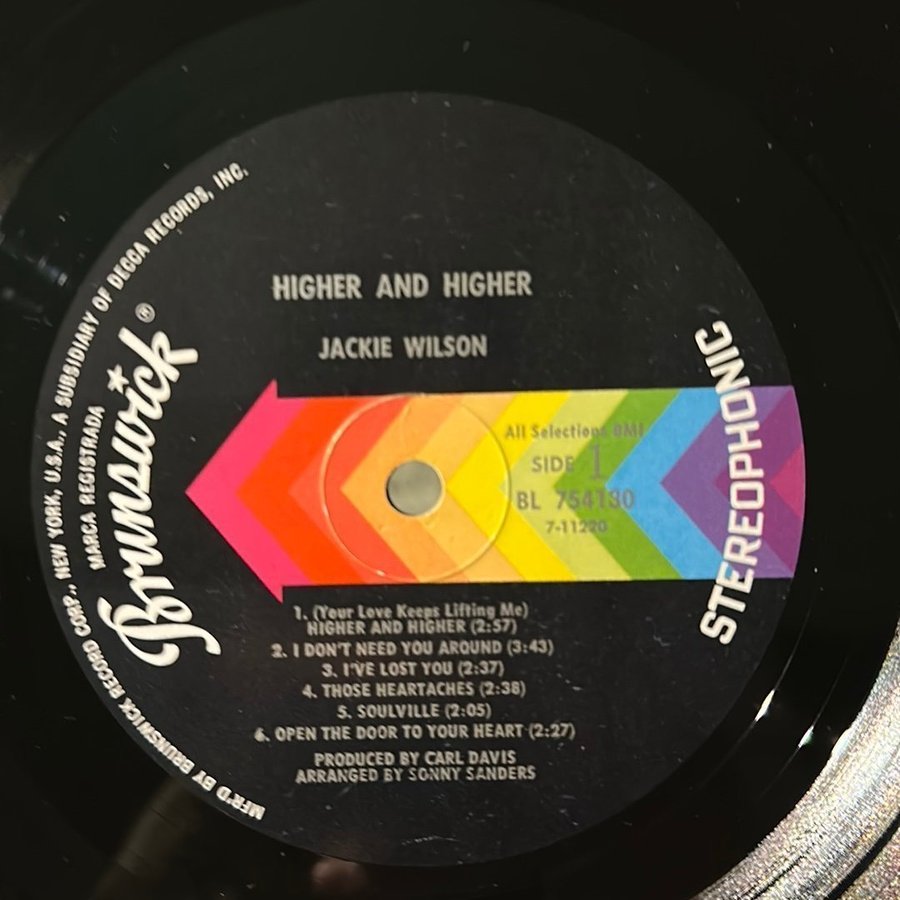 HIGHER AND HIGHER
JACKIE WILSON
All Selections BMI
SIDE 1
BL 754130
7-11220
1. (Your Love Keeps Lifting Me)
HIGHER AND HIGHER (2:57)
2. I DON'T NEED YOU AROUND (3:43)
3. I'VE LOST YOU (2:37)
4. THOSE HEARTACHES (2:38)
5. SOULVILLE (2:05)
6. OPEN THE DOOR TO YOUR HEART (2:27)
PRODUCED BY CARL DAVIS
ARRANGED BY SONNY SANDERS
STEREOPHONIC
Brunswick®
MARCA REGISTRADA
MFR'D BY BRUNSWICK RECORD CORP., NEW YORK, U.S.A., A SUBSIDIARY OF DECCA RECORDS, INC.